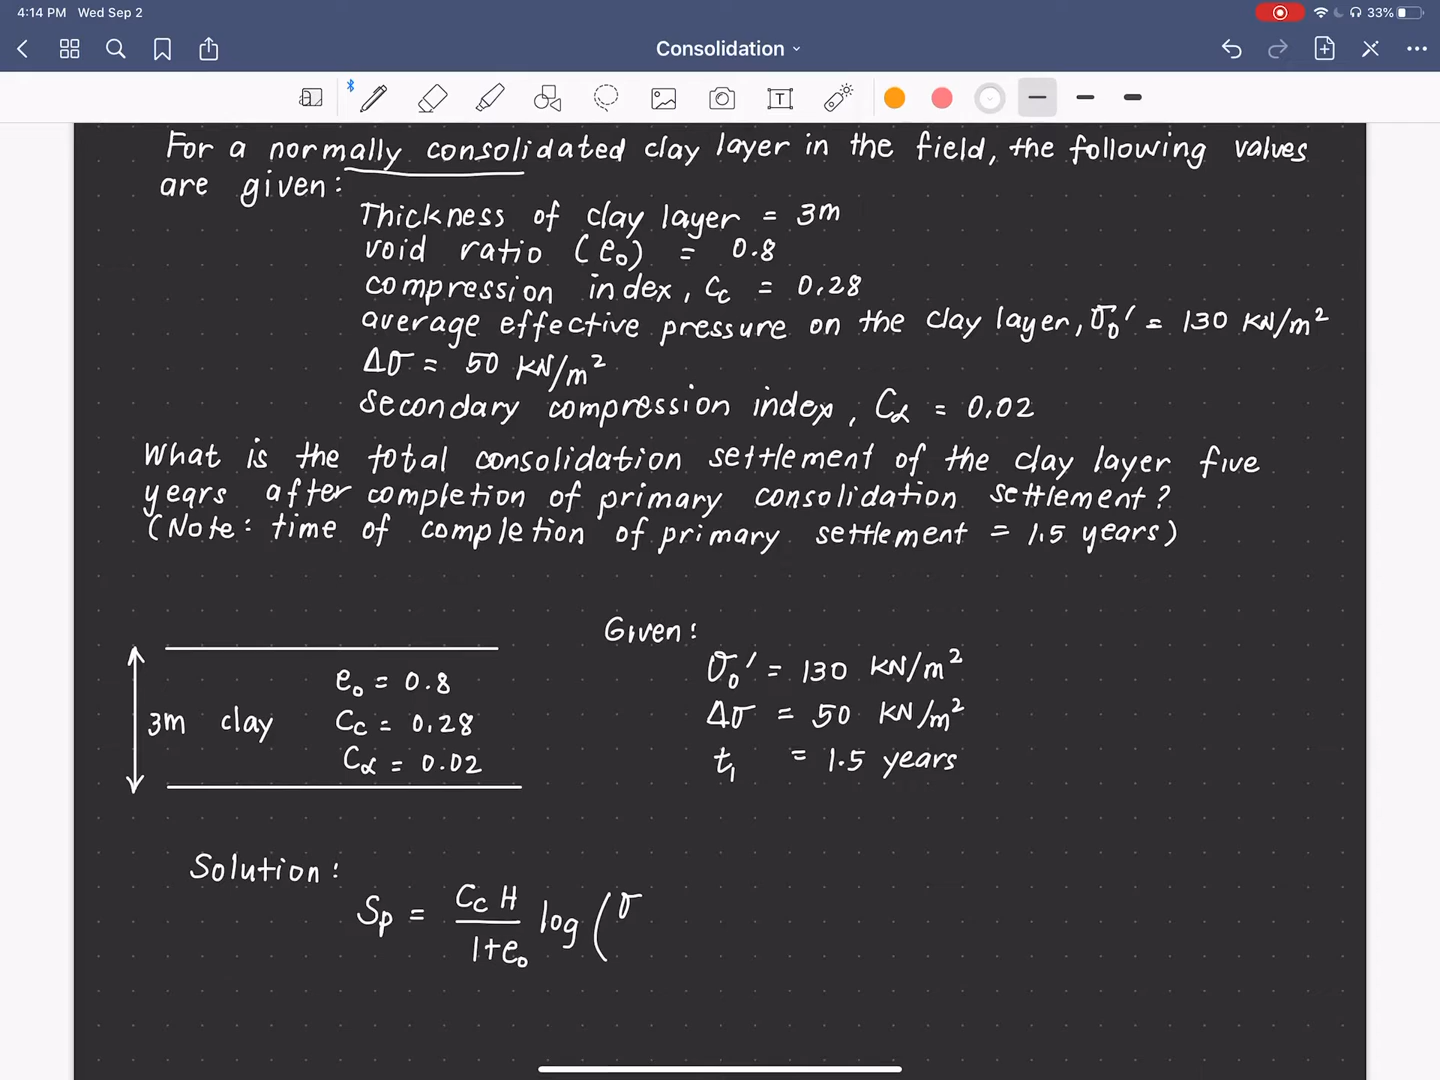 4:14 PM Wed Sep 2
33%
Consolidation
For a normally consolidated clay layer in the field, the following values
are given:
Thickness of clay layer = 3m
void ratio (e₀) = 0.8
compression index, Cc = 0.28
average effective pressure on the clay layer, σ₀' = 130 KN/m²
Δσ = 50 KN/m²
Secondary compression index, Cα = 0.02
What is the total consolidation settlement of the clay layer five
years after completion of primary consolidation settlement?
(Note: time of completion of primary settlement = 1.5 years)
3m clay
e₀ = 0.8
Cc = 0.28
Cα = 0.02
Given:
σ₀' = 130 KN/m²
Δσ = 50 KN/m²
t₁ = 1.5 years
Solution:
Sp = Cc H / 1+e₀ log (σ